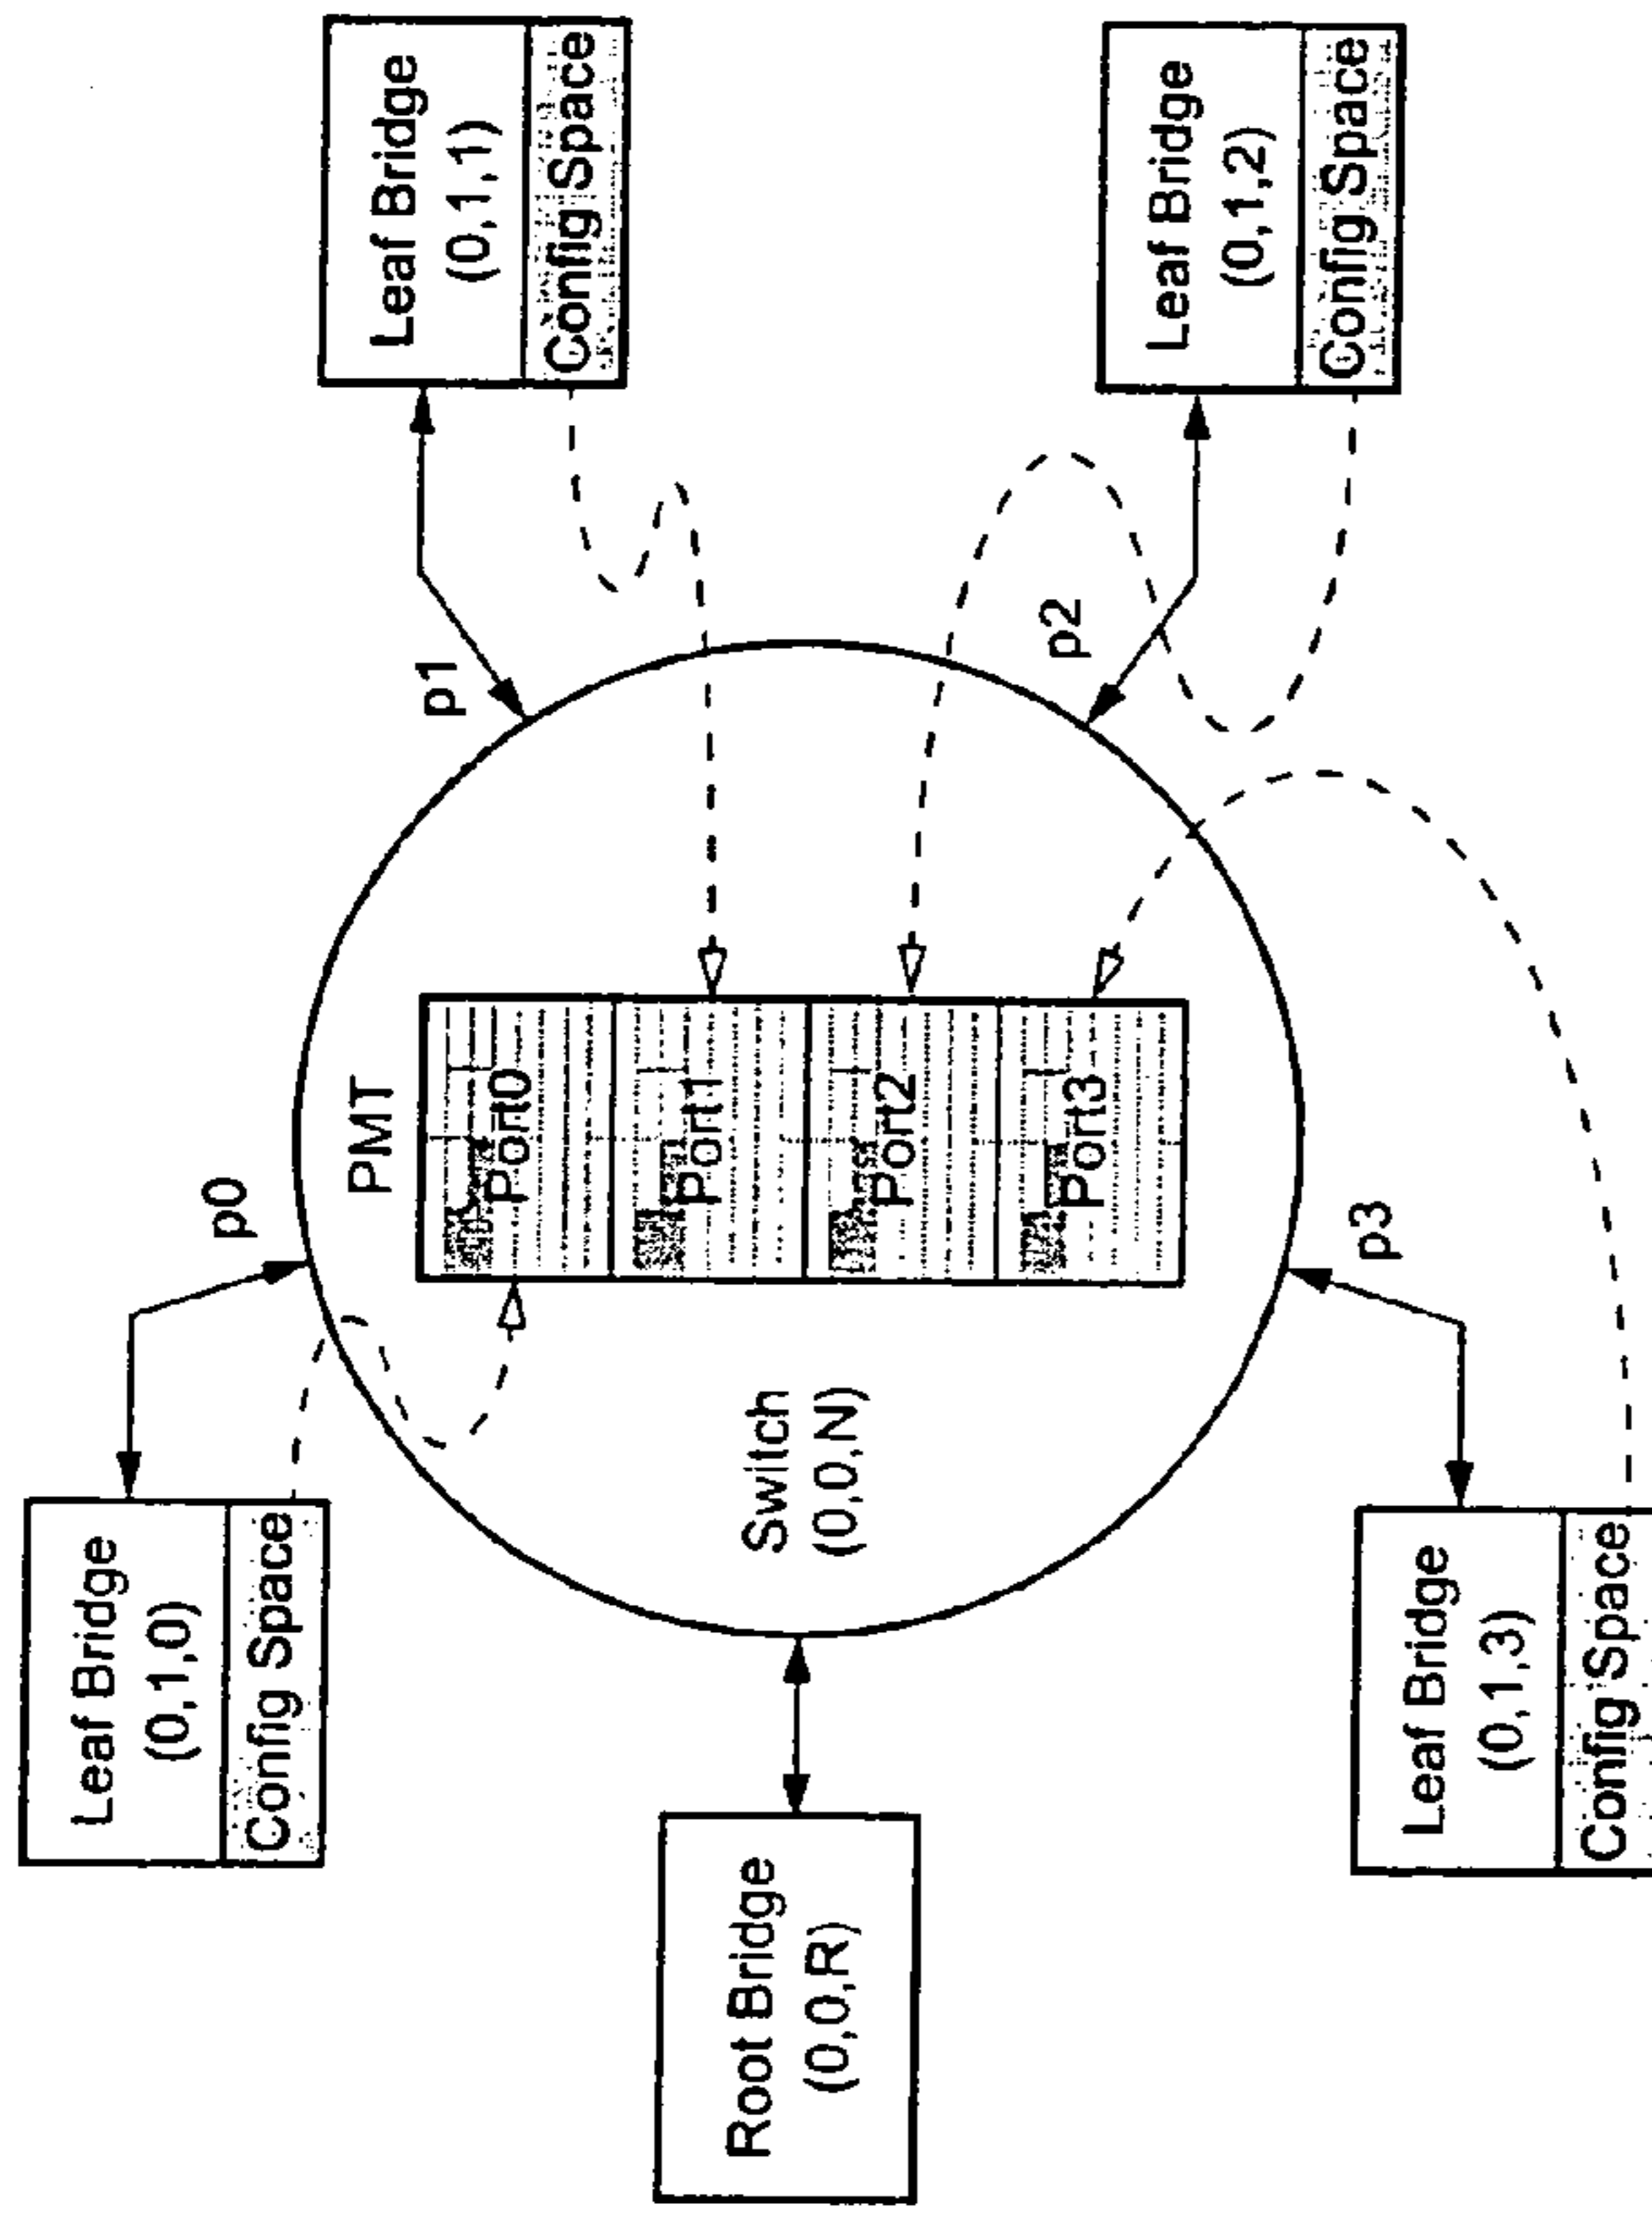 Leaf Bridge
(0,1,0)
Config Space
p0
Leaf Bridge
(0,1,1)
Config Space
p1
PMT
Port0
Port1
Port2
Port3
Switch
(0,0,N)
Root Bridge
(0,0,R)
p2
Leaf Bridge
(0,1,2)
Config Space
p3
Leaf Bridge
(0,1,3)
Config Space